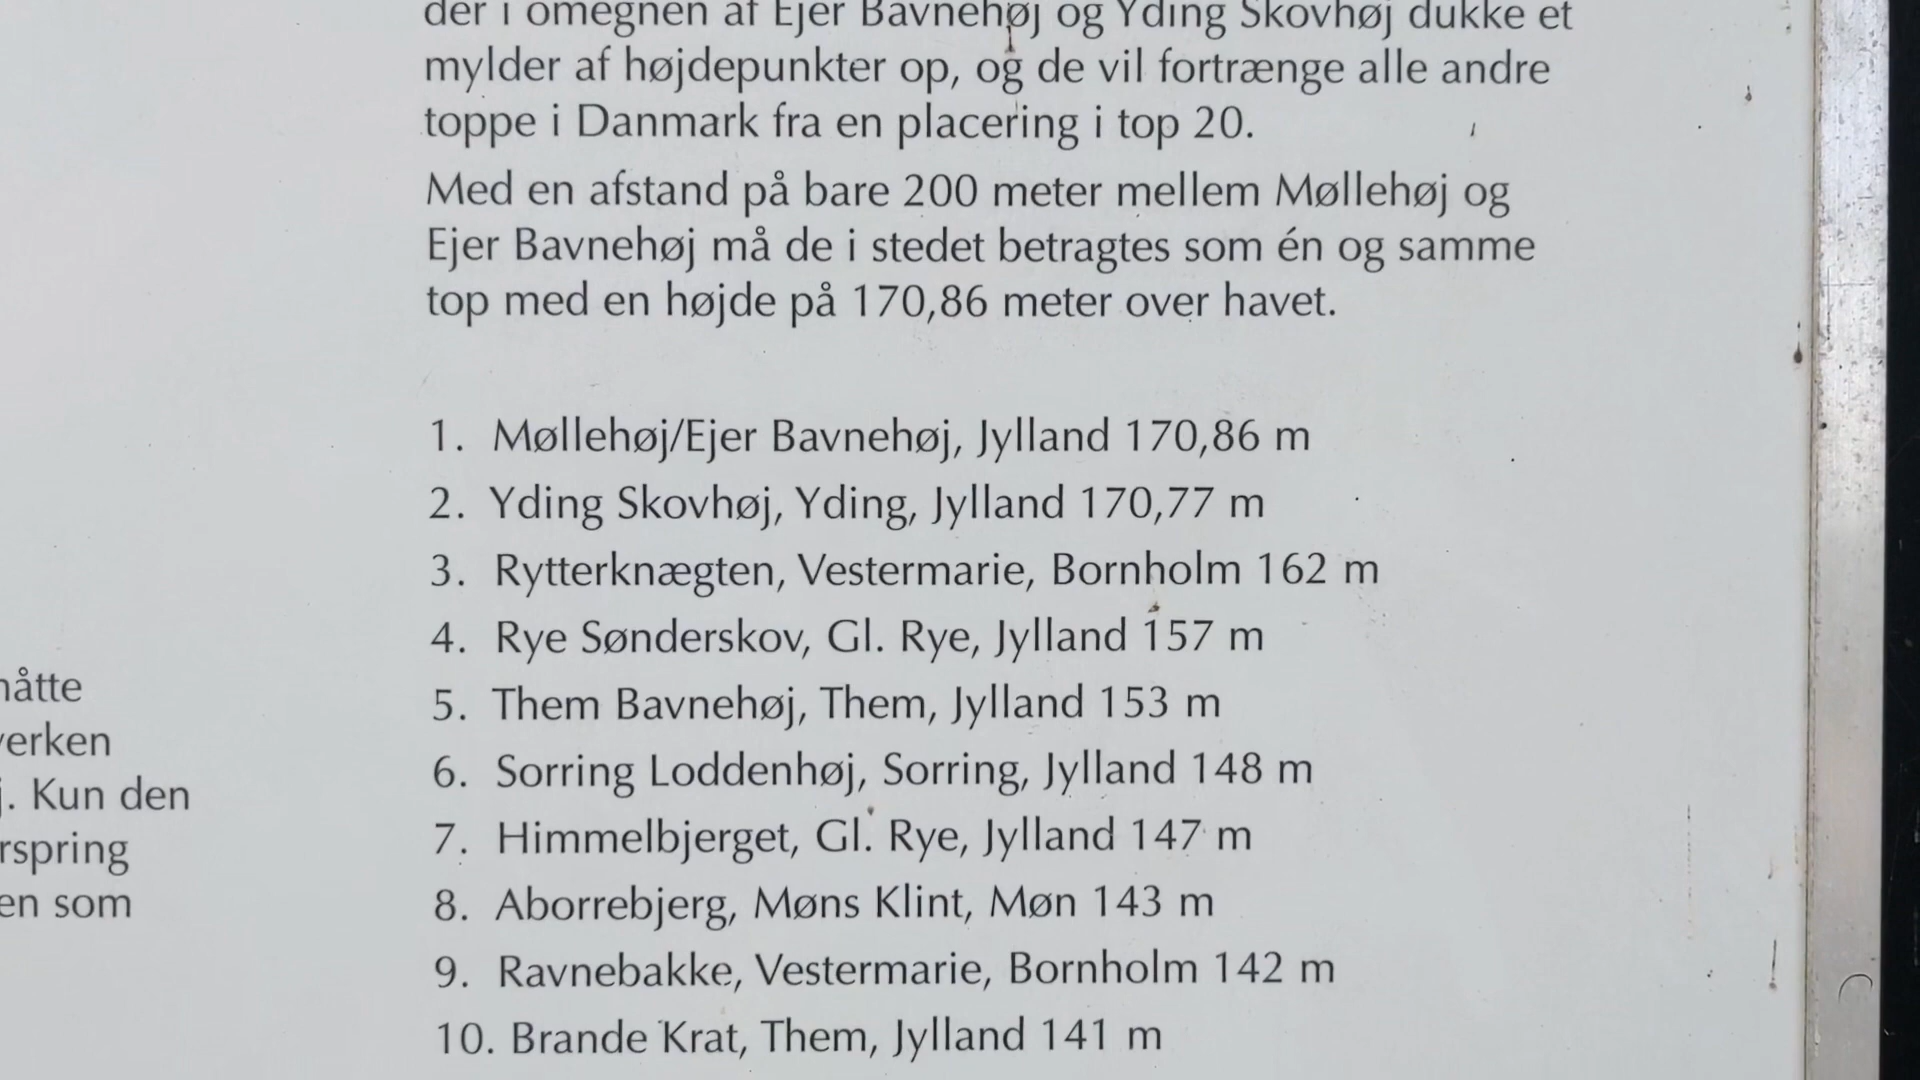 der i omegnen af Ejer Bavnehøj og Yding Skovhøj dukke et
mylder af højdepunkter op, og de vil fortrænge alle andre
toppe i Danmark fra en placering i top 20.
Med en afstand på bare 200 meter mellem Møllehøj og
Ejer Bavnehøj må de i stedet betragtes som én og samme
top med en højde på 170,86 meter over havet.
1. Møllehøj/Ejer Bavnehøj, Jylland 170,86 m
2. Yding Skovhøj, Yding, Jylland 170,77 m
3. Rytterknægten, Vestermarie, Bornholm 162 m
4. Rye Sønderskov, Gl. Rye, Jylland 157 m
5. Them Bavnehøj, Them, Jylland 153 m
6. Sorring Loddenhøj, Sorring, Jylland 148 m
7. Himmelbjerget, Gl. Rye, Jylland 147 m
8. Aborrebjerg, Møns Klint, Møn 143 m
9. Ravnebakke, Vestermarie, Bornholm 142 m
10. Brande Krat, Them, Jylland 141 m
. Kun den
en som